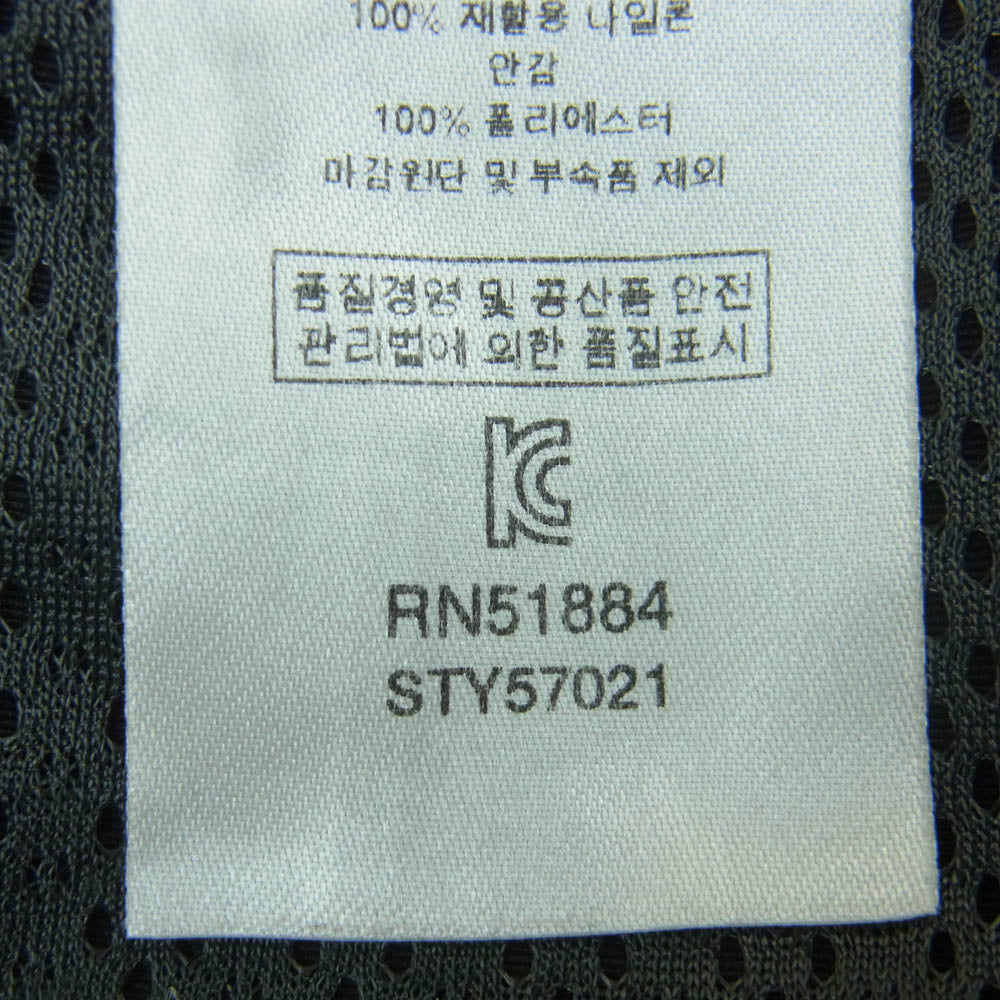 100% 재활용 나일론
안감
100% 폴리에스터
마감원단 및 부속품 제외
품질경영 및 공산품 안전
관리법에 의한 품질표시
KC
RN51884
STY57021